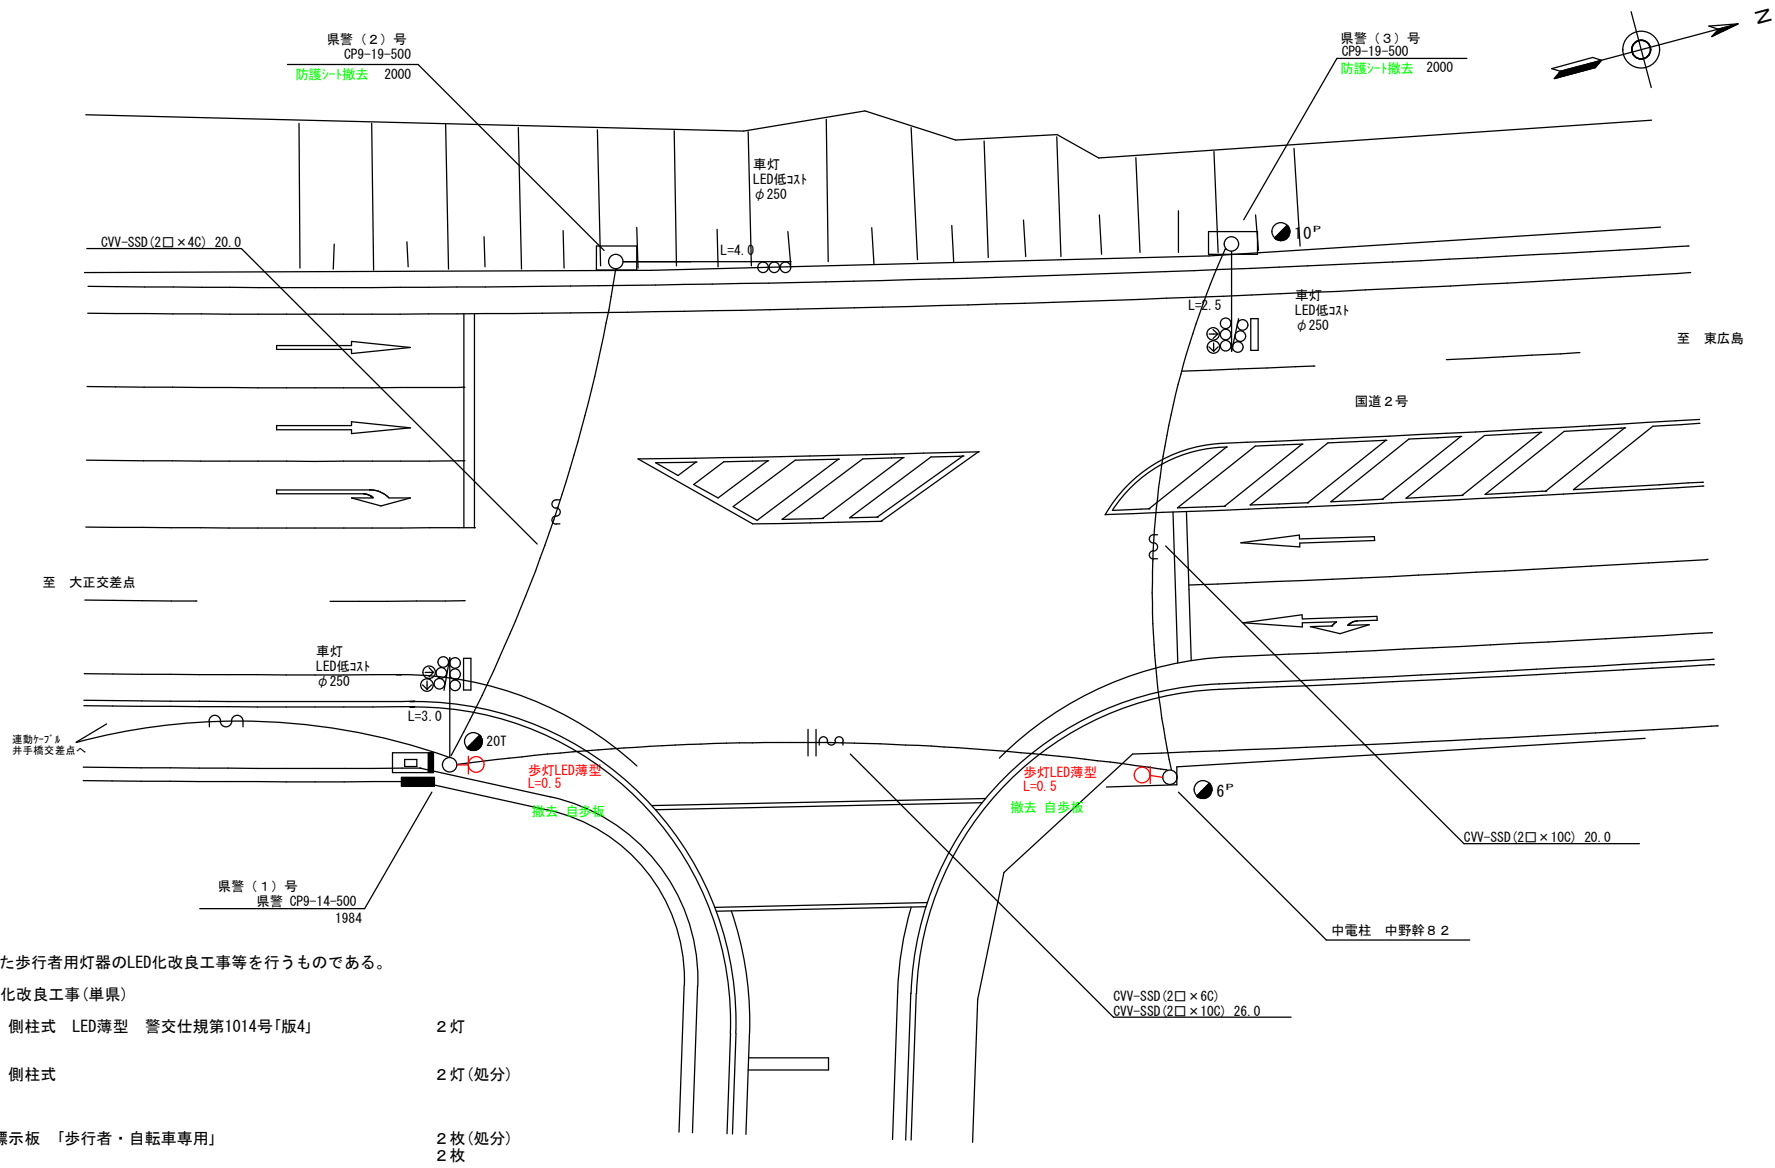 県警（２）号
CP9-19-500
防護ｼｰﾄ撤去 2000
県警（３）号
CP9-19-500
防護ｼｰﾄ撤去 2000
N
車灯
LED低ｺｽﾄ
φ250
CVV-SSD(2口×4C) 20.0
L=4.0
10P
L=2.5
車灯
LED低ｺｽﾄ
φ250
至 東広島
国道２号
至 大正交差点
車灯
LED低ｺｽﾄ
φ250
L=3.0
連動ｹｰﾌﾞﾙ
井手橋交差点へ
20T
歩灯LED薄型
L=0.5
撤去 自歩板
歩灯LED薄型
L=0.5
撤去 自歩板
6P
CVV-SSD(2口×10C) 20.0
県警（１）号
県警 CP9-14-500
1984
中電柱 中野幹８２
CVV-SSD(2口×6C)
CVV-SSD(2口×10C) 26.0
た歩行者用灯器のLED化改良工事等を行うものである。
化改良工事(単県)
側柱式 LED薄型 警交仕規第1014号「版4」 2灯
側柱式 2灯(処分)
標示板 「歩行者・自転車専用」 2枚(処分)
2枚